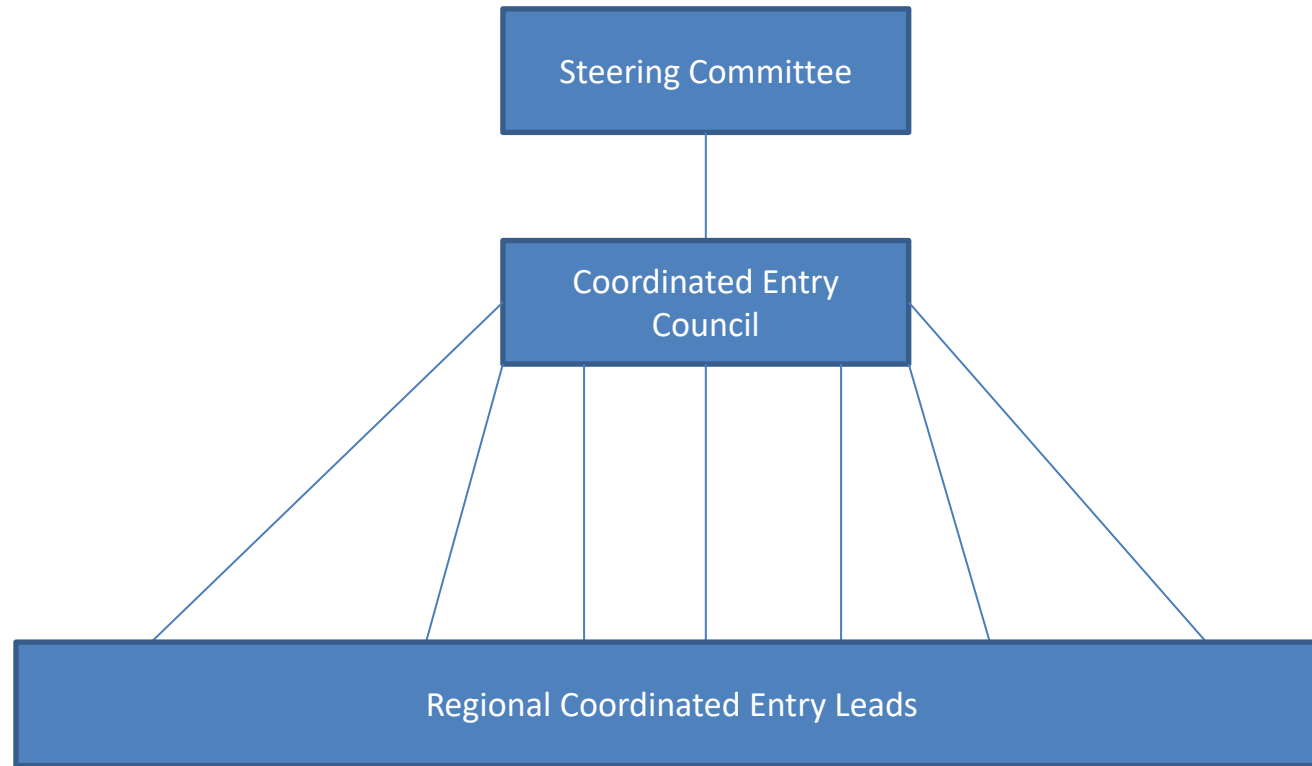 Steering Committee
Coordinated Entry
Council
Regional Coordinated Entry Leads